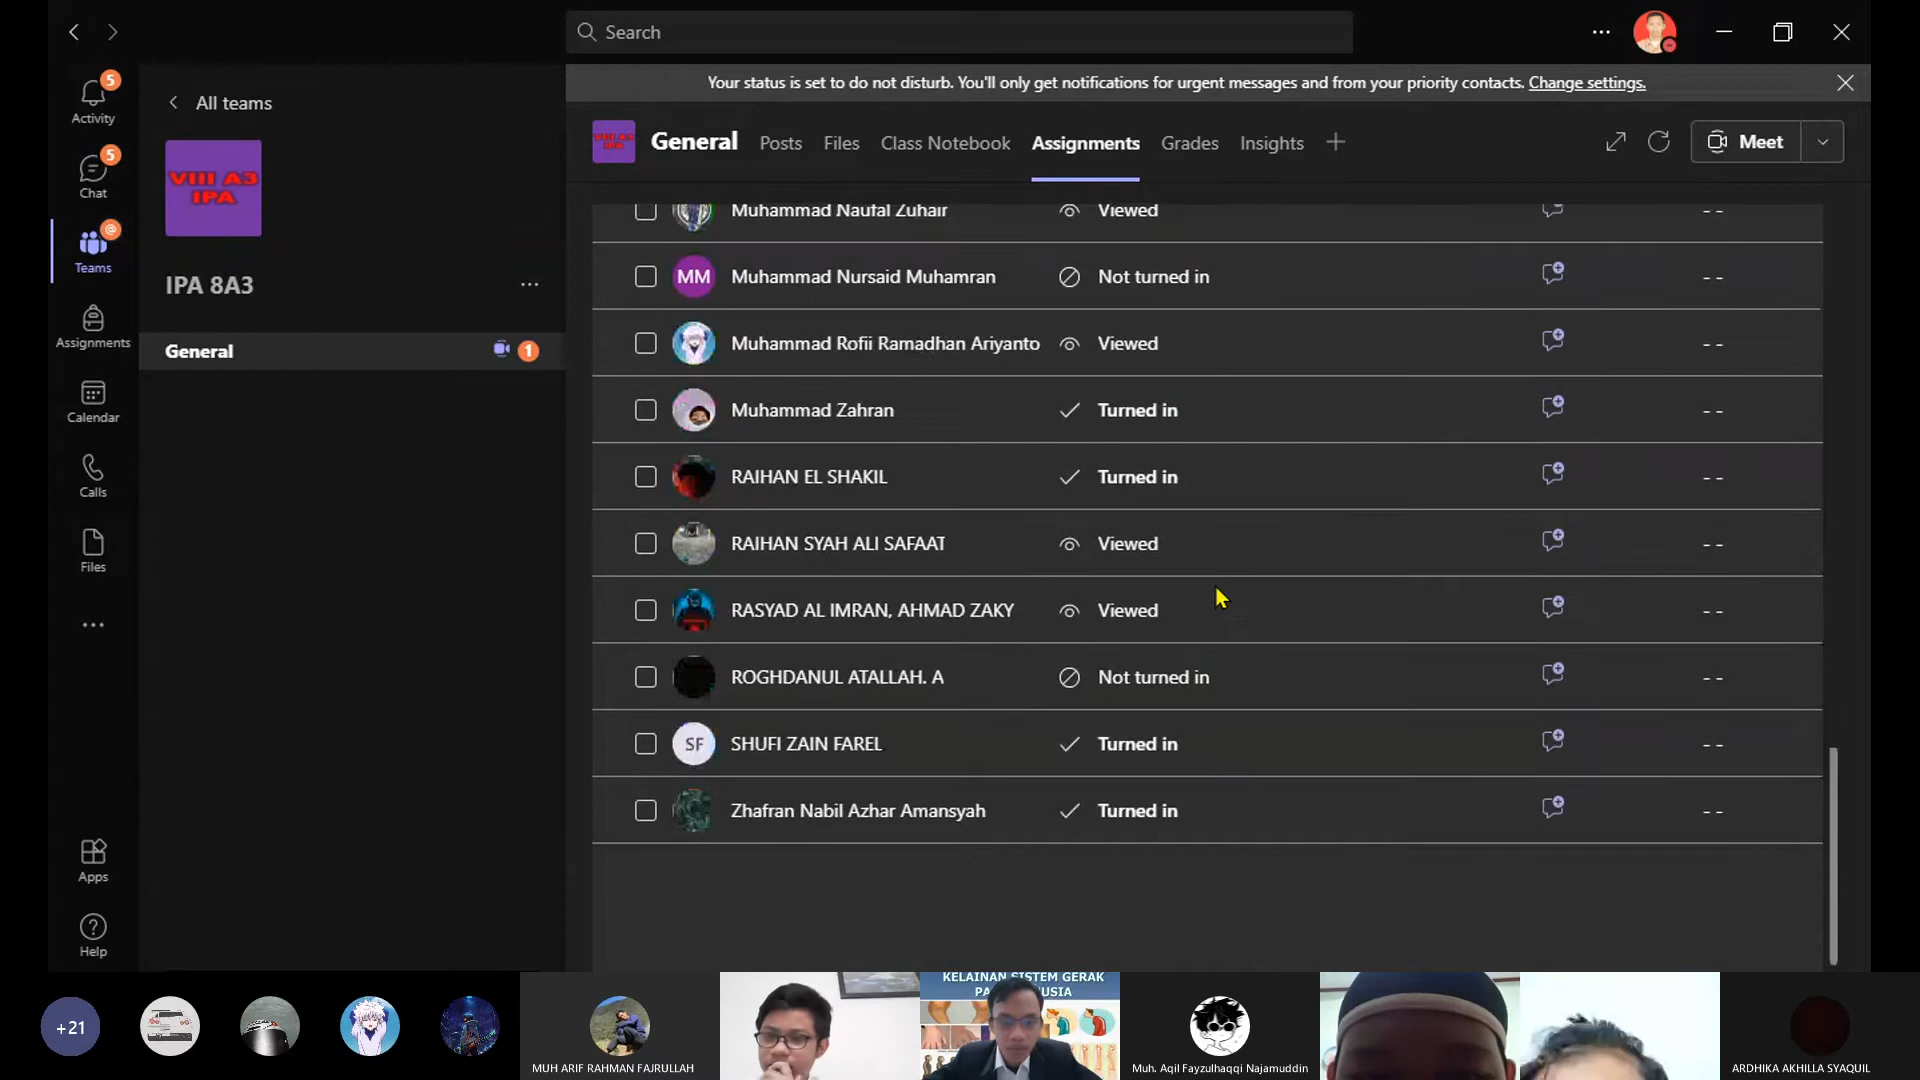 Search
Your status is set to do not disturb. You'll only get notifications for urgent messages and from your priority contacts. Change settings.
5
Activity
5
Chat
@
Teams
Assignments
Calendar
Calls
Files
Apps
Help
All teams
VIII A3
IPA
IPA 8A3
General
1
VIII A3
IPA
General
Posts
Files
Class Notebook
Assignments
Grades
Insights
Meet
Muhammad Naufal Zuhair Viewed - -
Muhammad Nursaid Muhamran Not turned in - -
MM
Muhammad Rofii Ramadhan Ariyanto Viewed - -
Muhammad Zahran Turned in - -
RAIHAN EL SHAKIL Turned in - -
RAIHAN SYAH ALI SAFAAT Viewed - -
RASYAD AL IMRAN, AHMAD ZAKY Viewed - -
ROGHDANUL ATALLAH. A Not turned in - -
SF
SHUFI ZAIN FAREL Turned in - -
Zhafran Nabil Azhar Amansyah Turned in - -
+21
MUH ARIF RAHMAN FAJRULLAH
KELAINAN SISTEM GERAK
Muh. Aqil Fayzulhaqqi Najamuddin
ARDHIKA AKHILLA SYAQUIL